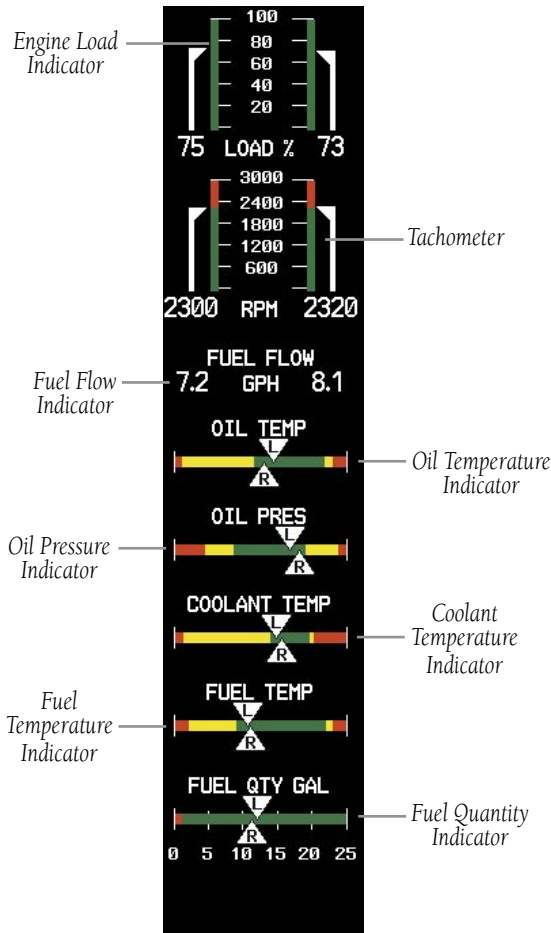 Engine Load
Indicator
100
80
60
40
20
75 LOAD % 73
3000
2400
1800
1200
600
Tachometer
2300 RPM 2320
FUEL FLOW
7.2 GPH 8.1
Fuel Flow
Indicator
OIL TEMP
L
R
Oil Temperature
Indicator
OIL PRES
L
R
Oil Pressure
Indicator
COOLANT TEMP
L
R
Coolant
Temperature
Indicator
FUEL TEMP
L
R
Fuel
Temperature
Indicator
FUEL QTY GAL
L
R
0 5 10 15 20 25
Fuel Quantity
Indicator